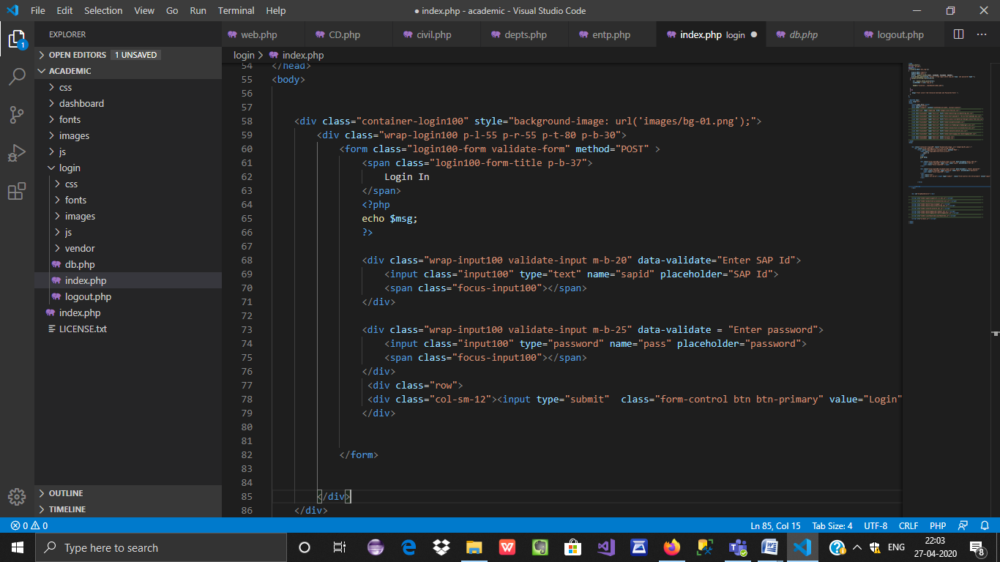 File Edit Selection View Go Run Terminal Help
● index.php - academic - Visual Studio Code
EXPLORER
web.php CD.php civil.php depts.php entp.php index.php login ● db.php logout.php
OPEN EDITORS 1 UNSAVED
login > index.php
ACADEMIC
css
dashboard
fonts
images
js
login
css
fonts
images
js
vendor
db.php
index.php
logout.php
index.php
LICENSE.txt
OUTLINE
TIMELINE
54 </head>
55 <body>
56
57
58 <div class="container-login100" style="background-image: url('images/bg-01.png');">
59 <div class="wrap-login100 p-l-55 p-r-55 p-t-80 p-b-30">
60 <form class="login100-form validate-form" method="POST" >
61 <span class="login100-form-title p-b-37">
62 Login In
63 </span>
64 <?php
65 echo $msg;
66 ?>
67
68 <div class="wrap-input100 validate-input m-b-20" data-validate="Enter SAP Id">
69 <input class="input100" type="text" name="sapid" placeholder="SAP Id">
70 <span class="focus-input100"></span>
71 </div>
72
73 <div class="wrap-input100 validate-input m-b-25" data-validate = "Enter password">
74 <input class="input100" type="password" name="pass" placeholder="password">
75 <span class="focus-input100"></span>
76 </div>
77 <div class="row">
78 <div class="col-sm-12"><input type="submit"  class="form-control btn btn-primary" value="Login"
79 </div>
80
81
82 </form>
83
84
85 </div>
86 </div>
0 0 Ln 85, Col 15 Tab Size: 4 UTF-8 CRLF PHP
Type here to search
ENG
22:03
27-04-2020
8
1